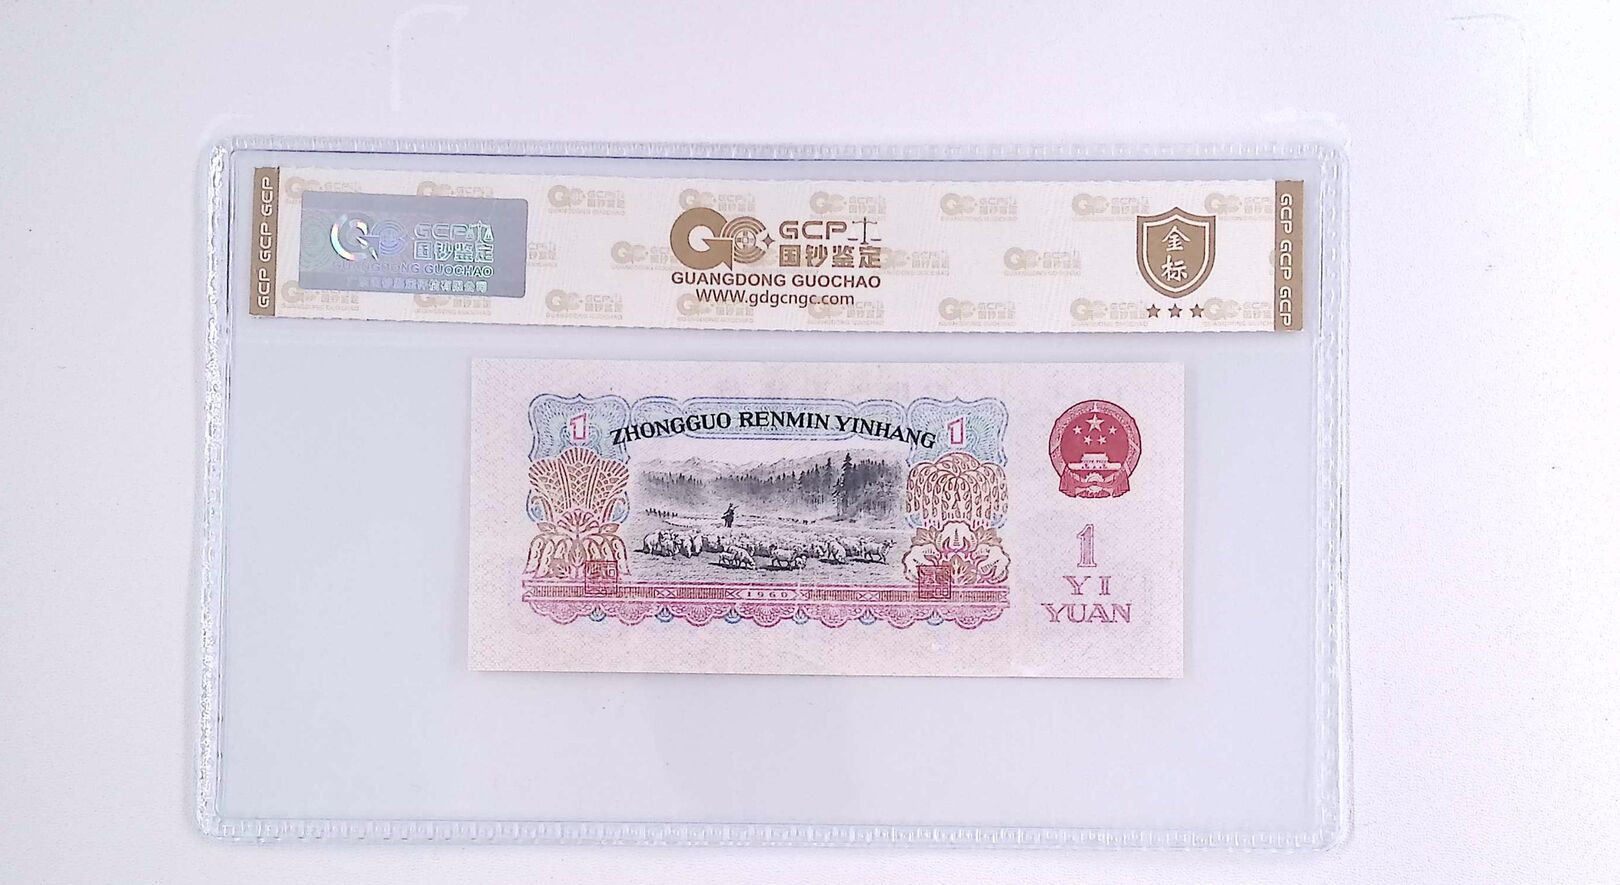 GCP GCP GCP
GCP
国钞鉴定
GUANGDONG GUOCHAO
GCP
国钞鉴定
GUANGDONG GUOCHAO
WWW.gdgcngc.com
金
标
GCP GCP GCP
1
ZHONGGUO RENMIN YINHANG
1
1960
1
YI
YUAN